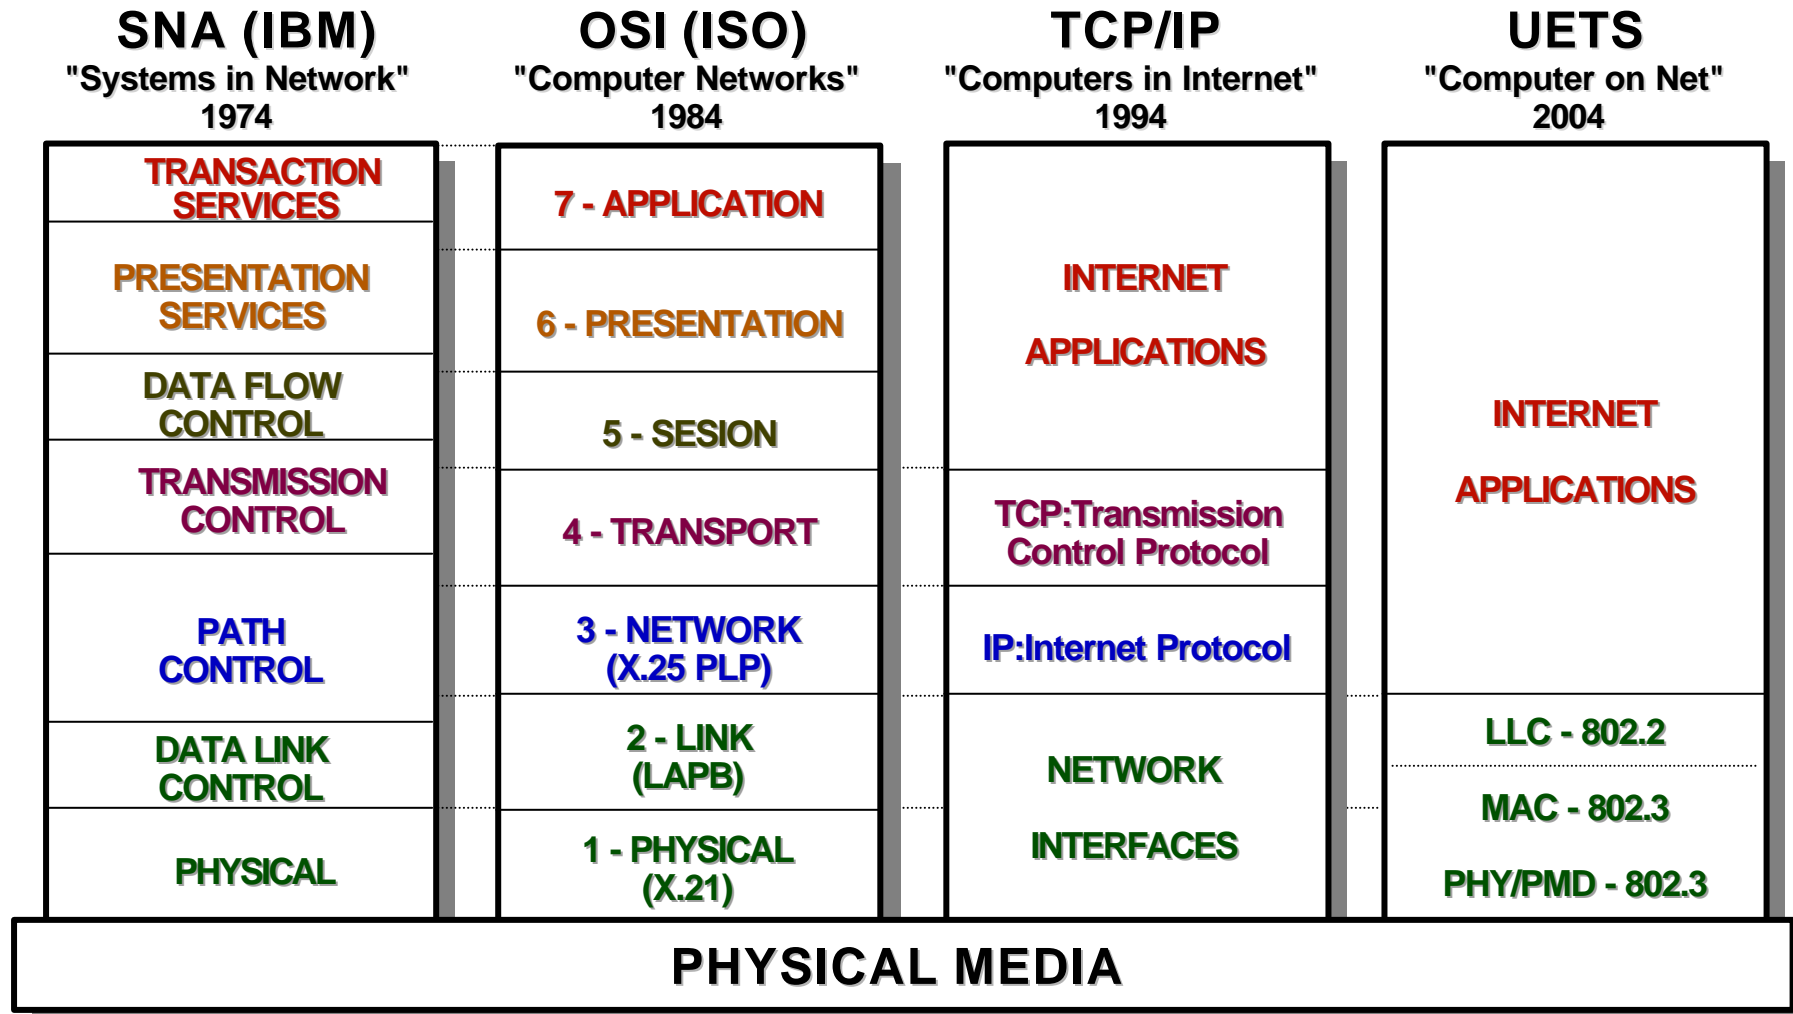 SNA (IBM)
"Systems in Network"
1974
TRANSACTION
SERVICES
PRESENTATION
SERVICES
DATA FLOW
CONTROL
TRANSMISSION
CONTROL
PATH
CONTROL
DATA LINK
CONTROL
PHYSICAL
OSI (ISO)
"Computer Networks"
1984
7 - APPLICATION
6 - PRESENTATION
5 - SESION
4 - TRANSPORT
3 - NETWORK
(X.25 PLP)
2 - LINK
(LAPB)
1 - PHYSICAL
(X.21)
TCP/IP
"Computers in Internet"
1994
INTERNET
APPLICATIONS
TCP:Transmission
Control Protocol
IP:Internet Protocol
NETWORK
INTERFACES
UETS
"Computer on Net"
2004
INTERNET
APPLICATIONS
LLC - 802.2
MAC - 802.3
PHY/PMD - 802.3
PHYSICAL MEDIA